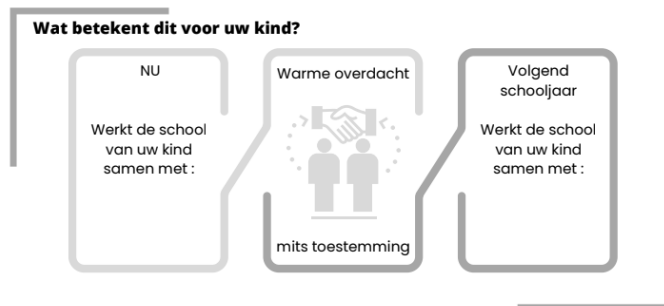 Wat betekent dit voor uw kind?
NU
Werkt de school
van uw kind
samen met :
Warme overdacht
mits toestemming
Volgend
schooljaar
Werkt de school
van uw kind
samen met :